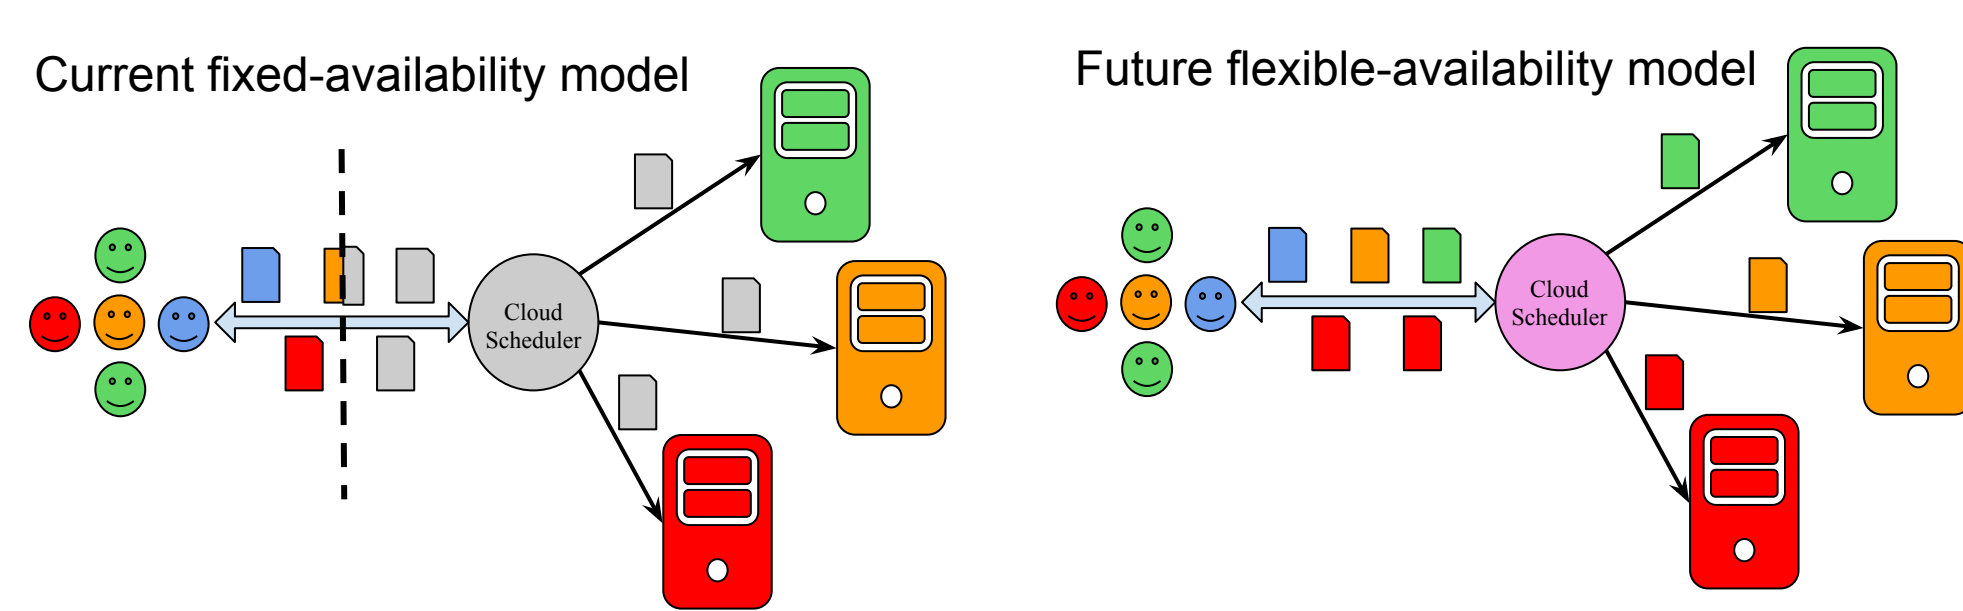 Current fixed-availability model
Cloud
Scheduler
Future flexible-availability model
Cloud
Scheduler